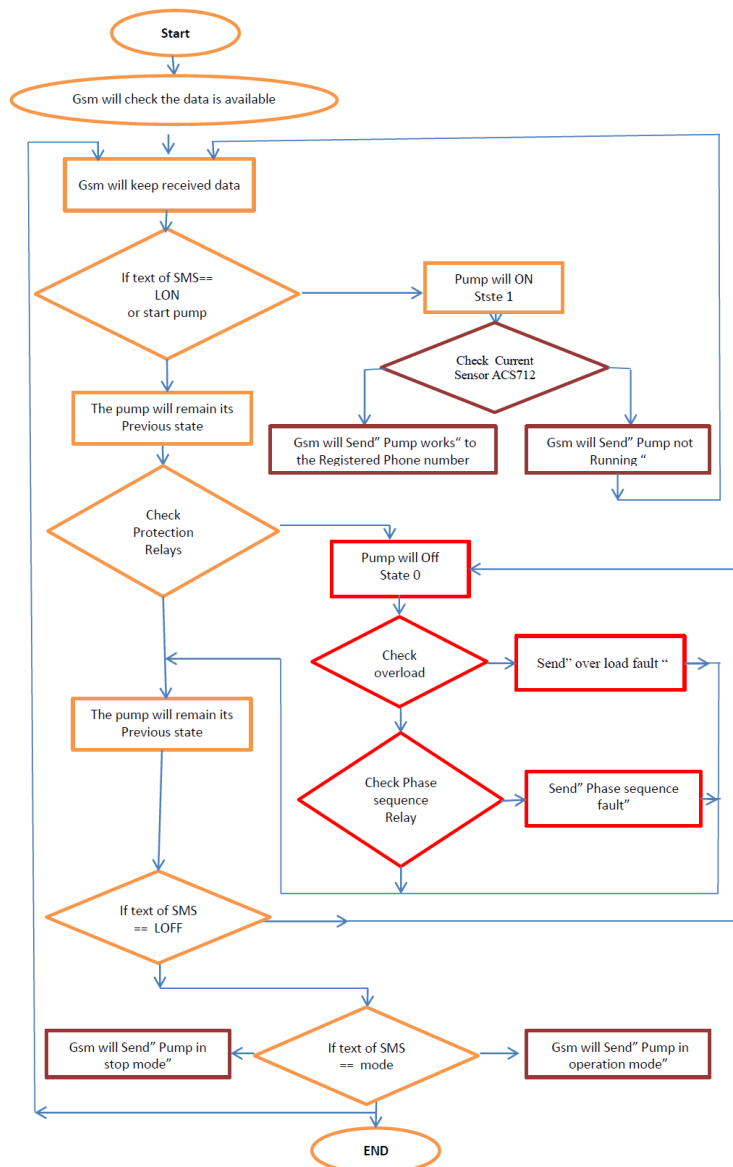 Start
Gsm will check the data is available
Gsm will keep received data
If text of SMS==
LON
or start pump
Pump will ON
Stste 1
Check Current
Sensor ACS712
The pump will remain its
Previous state
Gsm will Send” Pump works“ to
the Registered Phone number
Gsm will Send” Pump not
Running “
Check
Protection
Relays
Pump will Off
State 0
Check
overload
Send” over load fault “
The pump will remain its
Previous state
Check Phase
sequence
Relay
Send” Phase sequence
fault”
If text of SMS
== LOFF
Gsm will Send” Pump in
stop mode”
If text of SMS
== mode
Gsm will Send” Pump in
operation mode”
END